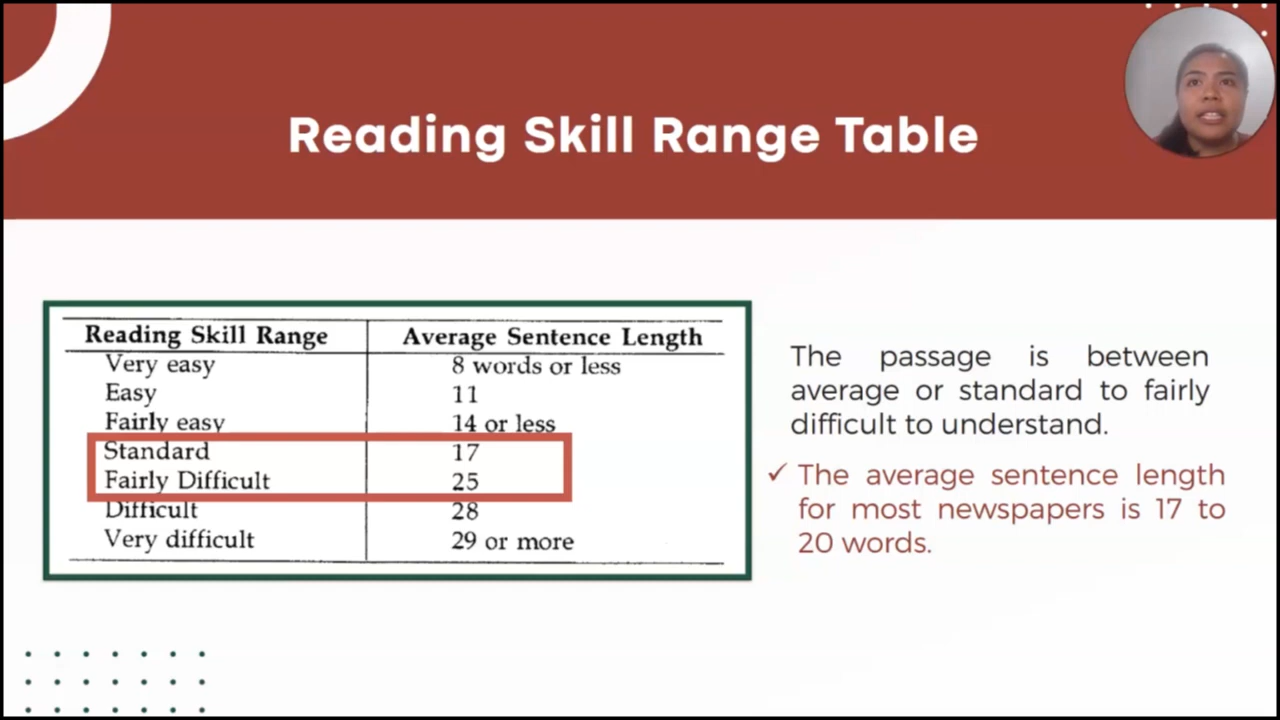 Reading Skill Range Table
Reading Skill Range Average Sentence Length
Very easy 8 words or less
Easy 11
Fairly easy 14 or less
Standard 17
Fairly Difficult 25
Difficult 28
Very difficult 29 or more
The passage is between
average or standard to fairly
difficult to understand.
✓ The average sentence length
for most newspapers is 17 to
20 words.